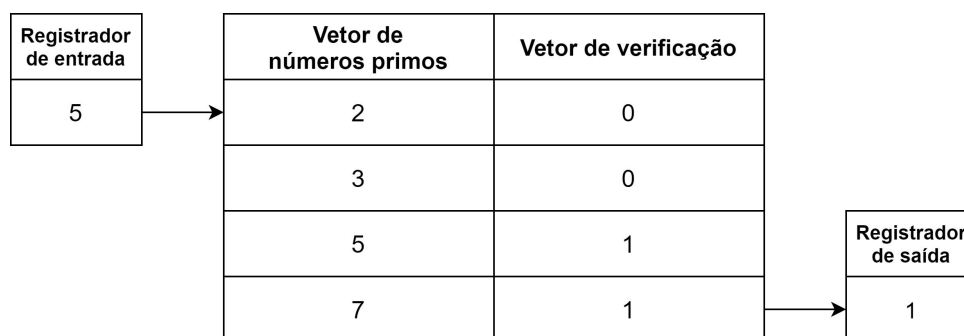 Registrador
de entrada
5
Vetor de
números primos
Vetor de verificação
2
0
3
0
5
1
7
1
Registrador
de saída
1